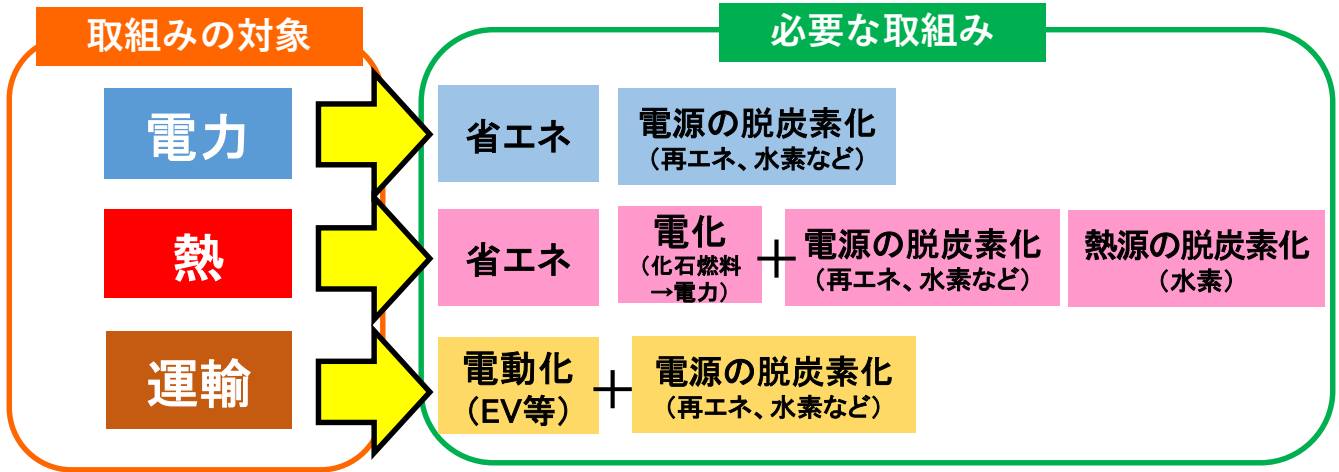 取組みの対象
必要な取組み
電力
省エネ
電源の脱炭素化
（再エネ、水素など）
熱
省エネ
電化
（化石燃料
→電力）
＋
電源の脱炭素化
（再エネ、水素など）
熱源の脱炭素化
（水素）
運輸
電動化
（EV等）
＋
電源の脱炭素化
（再エネ、水素など）